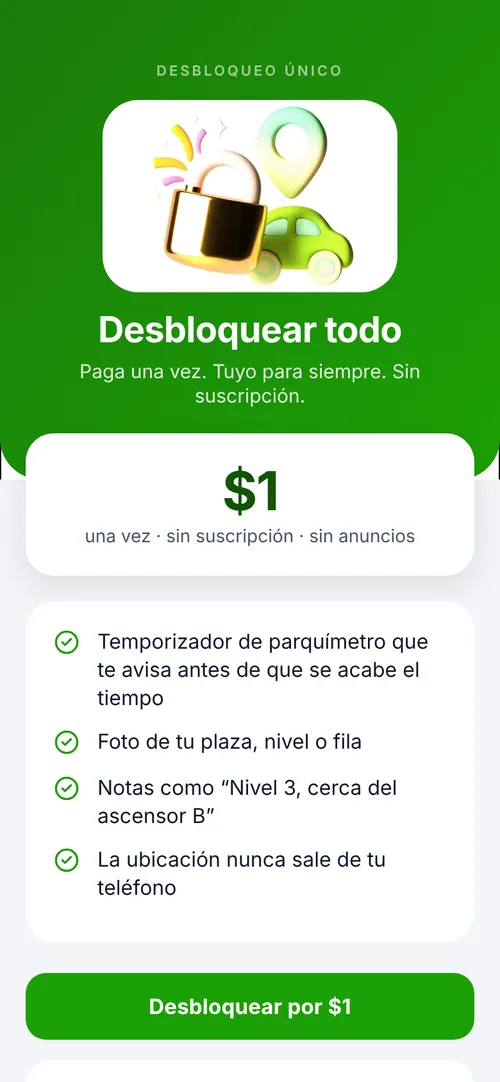 DESBLOQUEO ÚNICO
Desbloquear todo
Paga una vez. Tuyo para siempre. Sin
suscripción.
$1
una vez · sin suscripción · sin anuncios
Temporizador de parquímetro que
te avisa antes de que se acabe el
tiempo
Foto de tu plaza, nivel o fila
Notas como “Nivel 3, cerca del
ascensor B”
La ubicación nunca sale de tu
teléfono
Desbloquear por $1